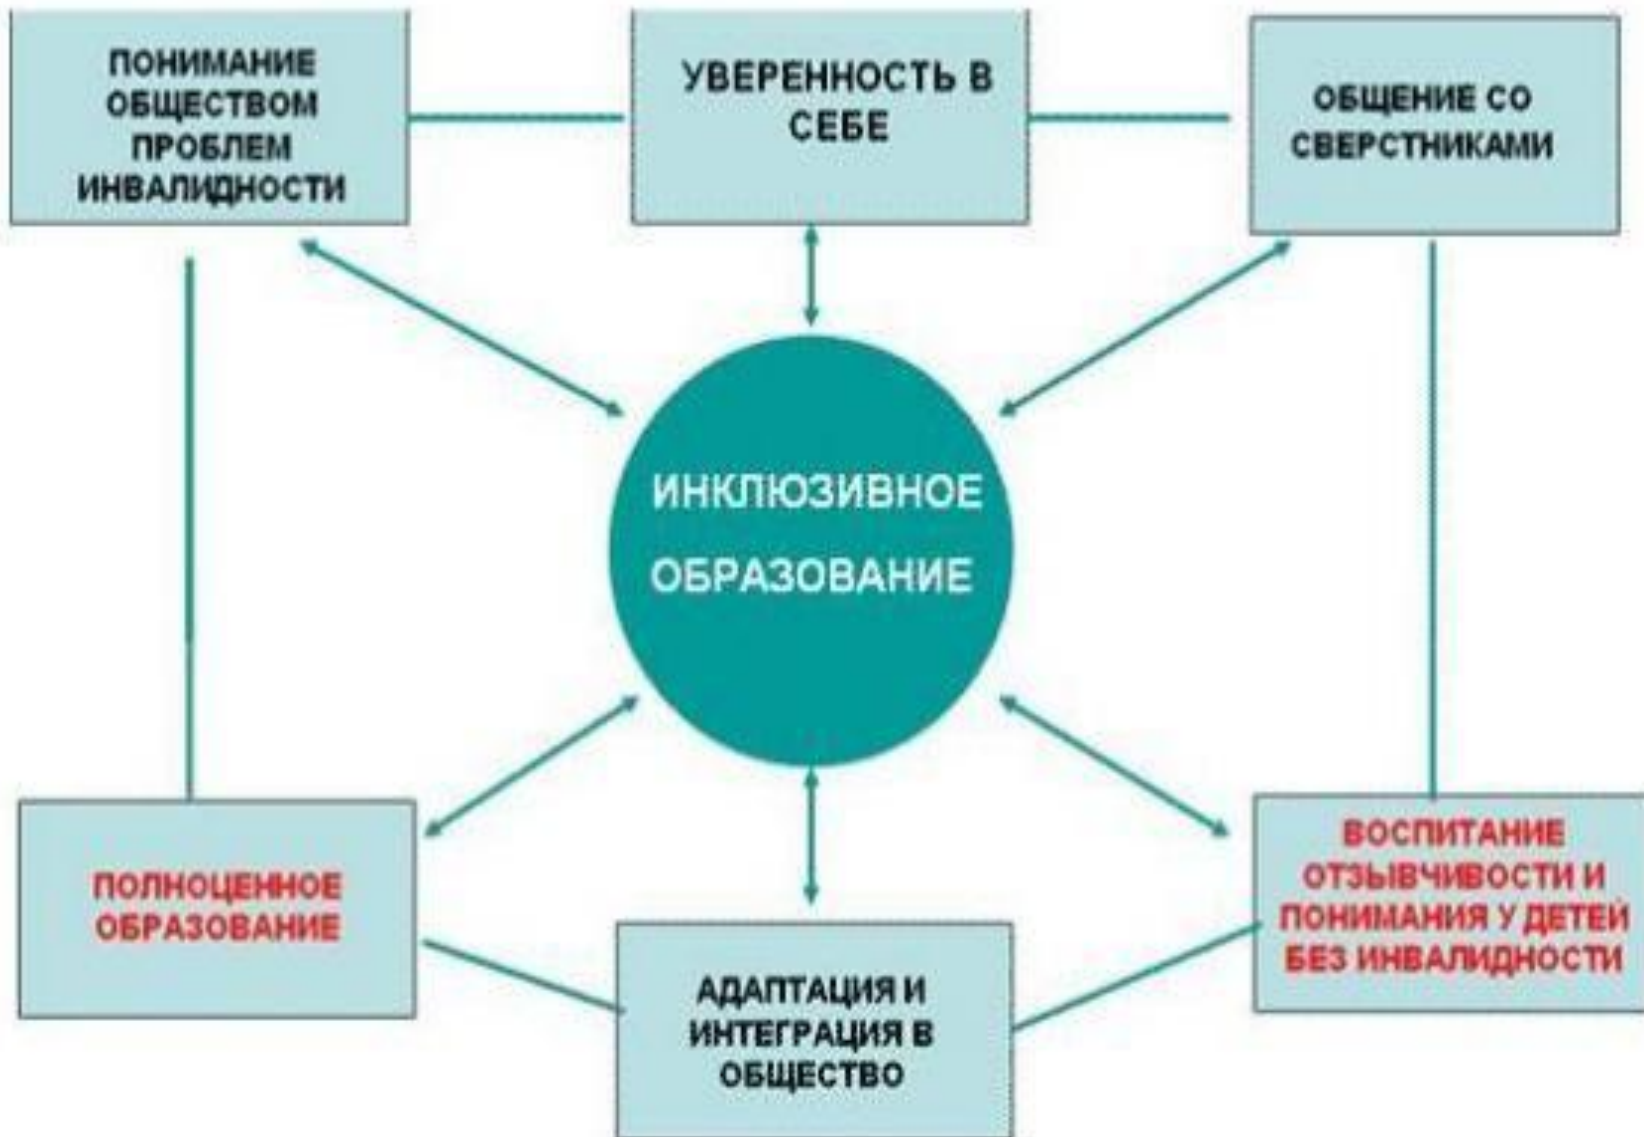 ПОНИМАНИЕ
ОБЩЕСТВОМ
ПРОБЛЕМ
ИНВАЛИДНОСТИ
УВЕРЕННОСТЬ В
СЕБЕ
ОБЩЕНИЕ СО
СВЕРСТНИКАМИ
ИНКЛЮЗИВНОЕ
ОБРАЗОВАНИЕ
ПОЛНОЦЕННОЕ
ОБРАЗОВАНИЕ
АДАПТАЦИЯ И
ИНТЕГРАЦИЯ В
ОБЩЕСТВО
ВОСПИТАНИЕ
ОТЗЫВЧИВОСТИ И
ПОНИМАНИЯ У ДЕТЕЙ
БЕЗ ИНВАЛИДНОСТИ